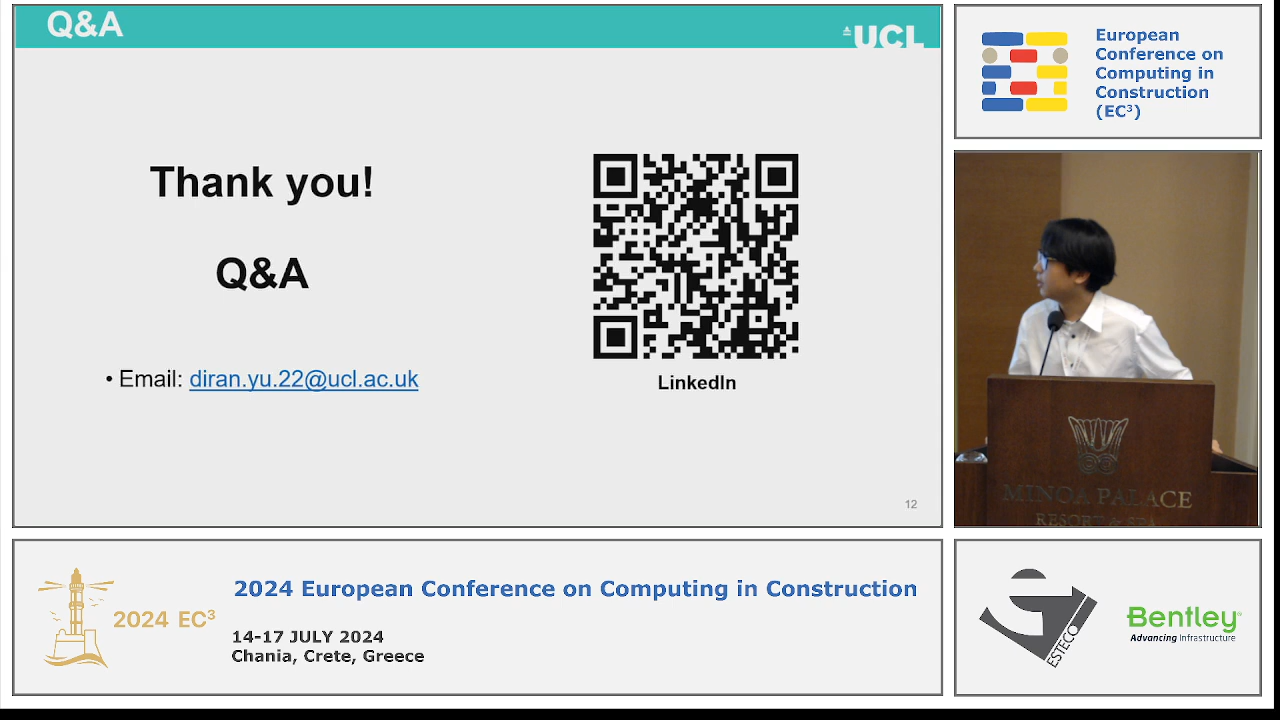 Q&A
UCL
Thank you!
Q&A
• Email: diran.yu.22@ucl.ac.uk
LinkedIn
12
European
Conference on
Computing in
Construction
(EC³)
MINOA PALACE
RESORT & SPA
2024 EC³
2024 European Conference on Computing in Construction
14-17 JULY 2024
Chania, Crete, Greece
ESTECO
Bentley
Advancing Infrastructure